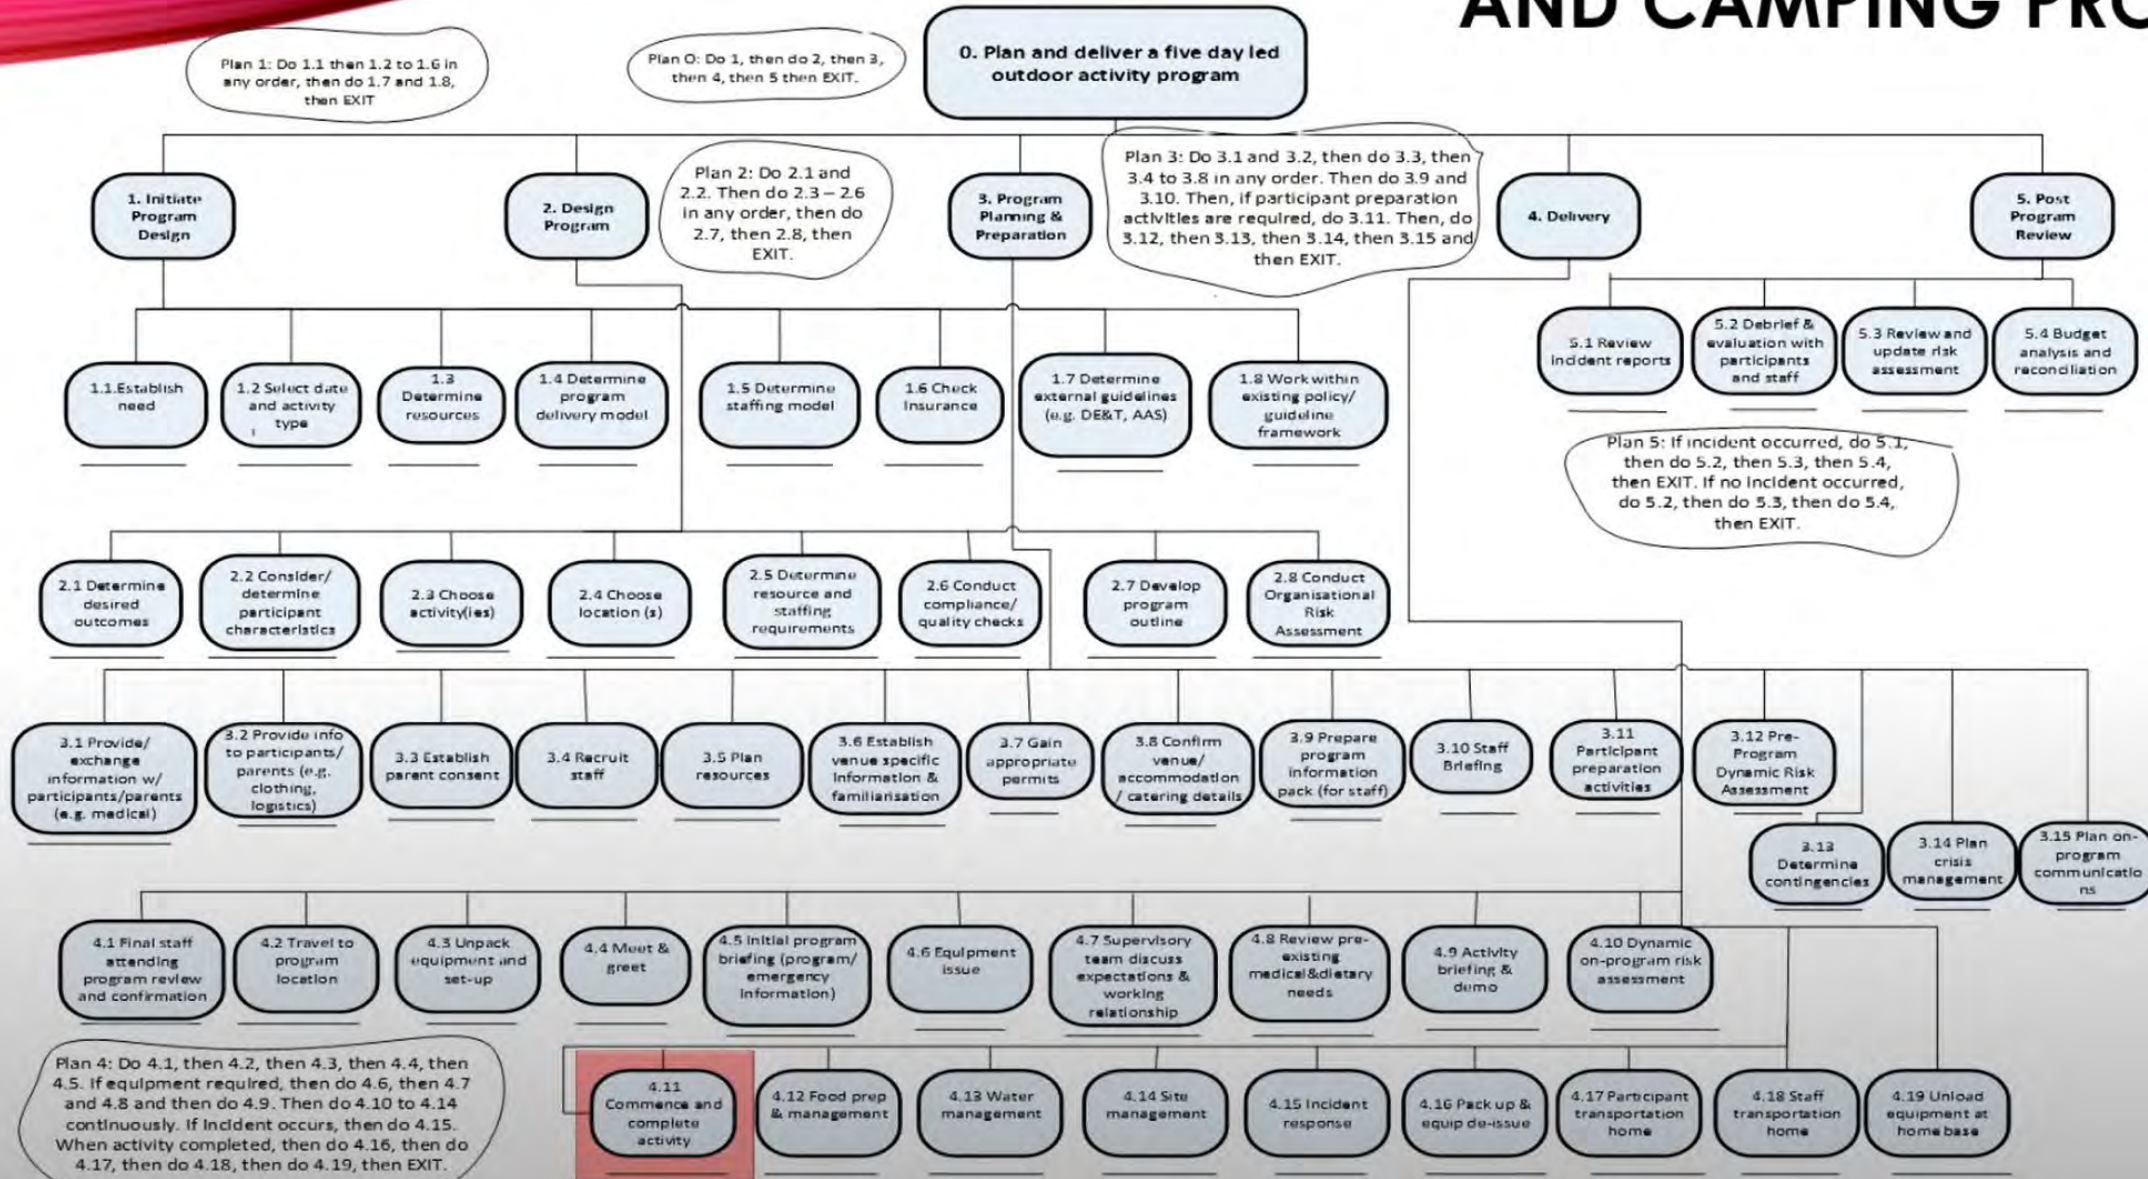 AND CAMPING PRO
Plan 1: Do 1.1 then 1.2 to 1.6 in
any order, then do 1.7 and 1.8,
then EXIT
Plan 0: Do 1, then do 2, then 3,
then 4, then 5 then EXIT.
0. Plan and deliver a five day led
outdoor activity program
1. Initiate
Program
Design
2. Design
Program
Plan 2: Do 2.1 and
2.2. Then do 2.3 – 2.6
in any order, then do
2.7, then 2.8, then
EXIT.
3. Program
Planning &
Preparation
Plan 3: Do 3.1 and 3.2, then do 3.3, then
3.4 to 3.8 in any order. Then do 3.9 and
3.10. Then, if participant preparation
activities are required, do 3.11. Then, do
3.12, then 3.13, then 3.14, then 3.15 and
then EXIT.
4. Delivery
5. Post
Program
Review
1.1.Establish
need
1.2 Select date
and activity
type
1.3
Determine
resources
1.4 Determine
program
delivery model
1.5 Determine
staffing model
1.6 Check
Insurance
1.7 Determine
external guidelines
(e.g. DE&T, AAS)
1.8 Work within
existing policy/
guideline
framework
5.1 Review
incident reports
5.2 Debrief &
evaluation with
participants
and staff
5.3 Review and
update risk
assessment
5.4 Budget
analysis and
reconciliation
Plan 5: If incident occurred, do 5.1,
then do 5.2, then 5.3, then 5.4,
then EXIT. If no incident occurred,
do 5.2, then do 5.3, then do 5.4,
then EXIT.
2.1 Determine
desired
outcomes
2.2 Consider/
determine
participant
characteristics
2.3 Choose
activity(ies)
2.4 Choose
location (s)
2.5 Determine
resource and
staffing
requirements
2.6 Conduct
compliance/
quality checks
2.7 Develop
program
outline
2.8 Conduct
Organisational
Risk
Assessment
3.1 Provide/
exchange
information w/
participants/parents
(e.g. medical)
3.2 Provide info
to participants/
parents (e.g.
clothing,
logistics)
3.3 Establish
parent consent
3.4 Recruit
staff
3.5 Plan
resources
3.6 Establish
venue specific
information &
familiarisation
3.7 Gain
appropriate
permits
3.8 Confirm
venue/
accommodation
/ catering details
3.9 Prepare
program
information
pack (for staff)
3.10 Staff
Briefing
3.11
Participant
preparation
activities
3.12 Pre-
Program
Dynamic Risk
Assessment
3.13
Determine
contingencies
3.14 Plan
crisis
management
3.15 Plan on-
program
communicatio
ns
4.1 Final staff
attending
program review
and confirmation
4.2 Travel to
program
location
4.3 Unpack
equipment and
set-up
4.4 Meet &
greet
4.5 Initial program
briefing (program/
emergency
information)
4.6 Equipment
issue
4.7 Supervisory
team discuss
expectations &
working
relationship
4.8 Review pre-
existing
medical&dietary
needs
4.9 Activity
briefing &
demo
4.10 Dynamic
on-program risk
assessment
Plan 4: Do 4.1, then 4.2, then 4.3, then 4.4, then
4.5. If equipment required, then do 4.6, then 4.7
and 4.8 and then do 4.9. Then do 4.10 to 4.14
continuously. If incident occurs, then do 4.15.
When activity completed, then do 4.16, then do
4.17, then do 4.18, then do 4.19, then EXIT.
4.11
Commence and
complete
activity
4.12 Food prep
& management
4.13 Water
management
4.14 Site
management
4.15 Incident
response
4.16 Pack up &
equip de-issue
4.17 Participant
transportation
home
4.18 Staff
transportation
home
4.19 Unload
equipment at
home base